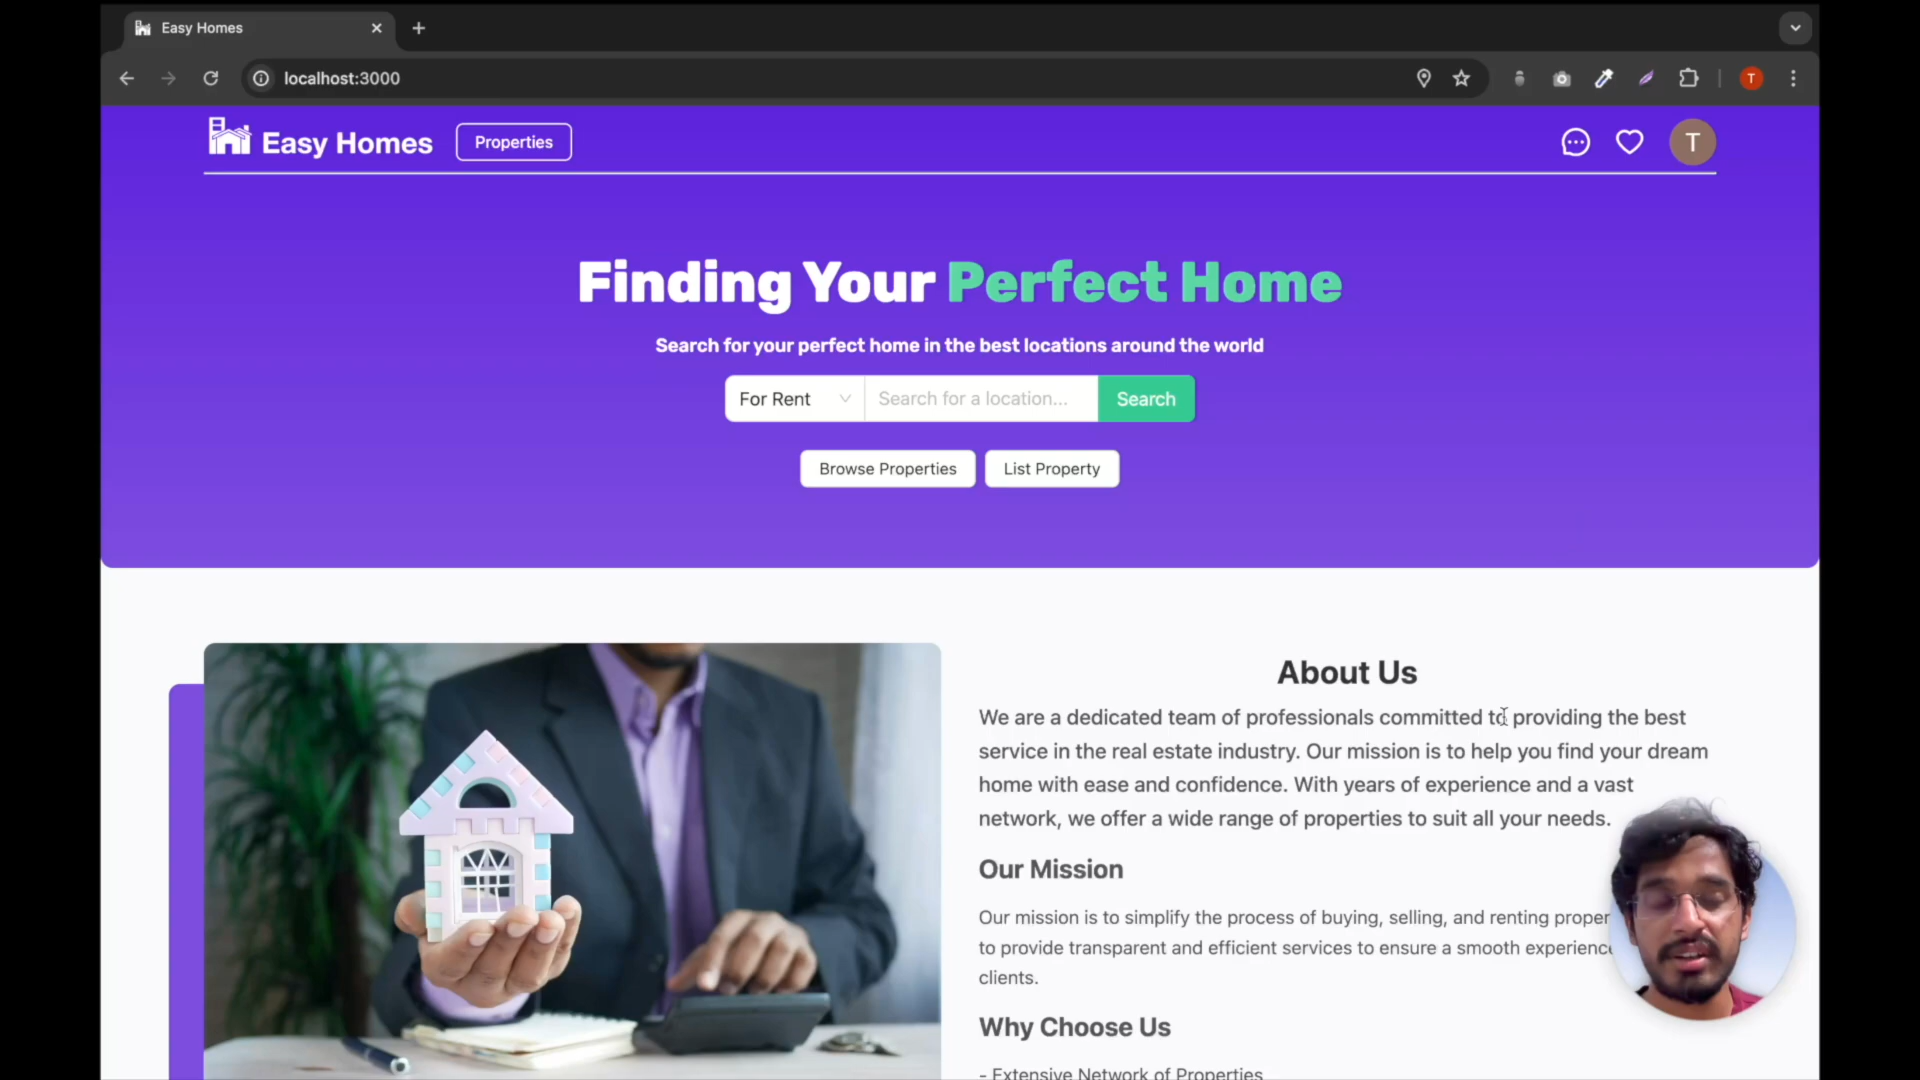 Easy Homes
localhost:3000
T
Easy Homes
Properties
T
Finding Your Perfect Home
Search for your perfect home in the best locations around the world
For Rent
Search for a location...
Search
Browse Properties
List Property
About Us
We are a dedicated team of professionals committed to providing the best
service in the real estate industry. Our mission is to help you find your dream
home with ease and confidence. With years of experience and a vast
network, we offer a wide range of properties to suit all your needs.
Our Mission
Our mission is to simplify the process of buying, selling, and renting
to provide transparent and efficient services to ensure a smooth
clients.
Why Choose Us
- Extensive Network of Properties